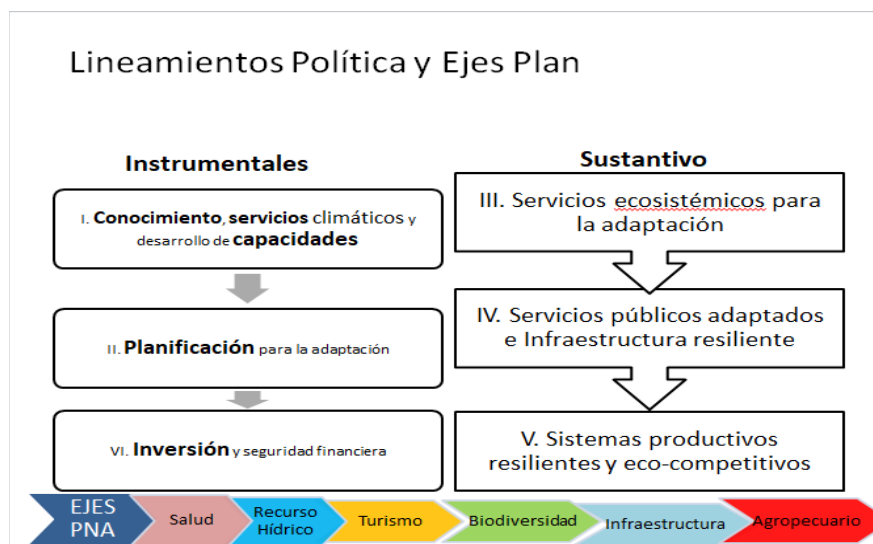 Lineamientos Política y Ejes Plan
Instrumentales
I. Conocimiento, servicios climáticos y
desarrollo de capacidades
II. Planificación para la adaptación
VI. Inversión y seguridad financiera
Sustantivo
III. Servicios ecosistémicos para
la adaptación
IV. Servicios públicos adaptados
e Infraestructura resiliente
V. Sistemas productivos
resilientes y eco-competitivos
EJES
PNA
Salud
Recurso
Hídrico
Turismo
Biodiversidad
Infraestructura
Agropecuario